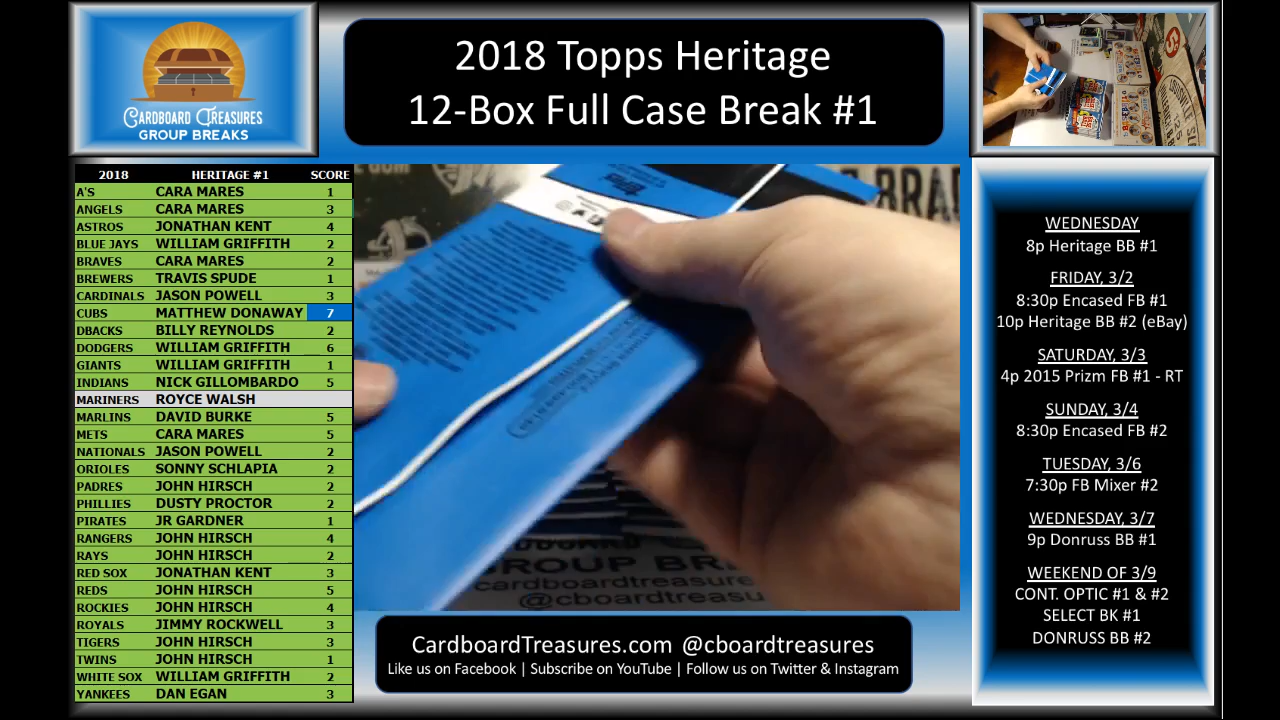 CARDBOARD TREASURES
GROUP BREAKS
2018 Topps Heritage
12-Box Full Case Break #1
2018 HERITAGE #1 SCORE
A'S CARA MARES 1
ANGELS CARA MARES 3
ASTROS JONATHAN KENT 4
BLUE JAYS WILLIAM GRIFFITH 2
BRAVES CARA MARES 2
BREWERS TRAVIS SPUDE 1
CARDINALS JASON POWELL 3
CUBS MATTHEW DONAWAY 7
DBACKS BILLY REYNOLDS 2
DODGERS WILLIAM GRIFFITH 6
GIANTS WILLIAM GRIFFITH 1
INDIANS NICK GILLOMBARDO 5
MARINERS ROYCE WALSH
MARLINS DAVID BURKE 5
METS CARA MARES 5
NATIONALS JASON POWELL 2
ORIOLES SONNY SCHLAPIA 2
PADRES JOHN HIRSCH 2
PHILLIES DUSTY PROCTOR 2
PIRATES JR GARDNER 1
RANGERS JOHN HIRSCH 4
RAYS JOHN HIRSCH 2
RED SOX JONATHAN KENT 3
REDS JOHN HIRSCH 5
ROCKIES JOHN HIRSCH 4
ROYALS JIMMY ROCKWELL 3
TIGERS JOHN HIRSCH 3
TWINS JOHN HIRSCH 1
WHITE SOX WILLIAM GRIFFITH 2
YANKEES DAN EGAN 3
Topps
GROUP BR
cardboardtreasu
@cboardtreasu
CardboardTreasures.com @cboardtreasures
Like us on Facebook | Subscribe on YouTube | Follow us on Twitter & Instagram
WEDNESDAY
8p Heritage BB #1
FRIDAY, 3/2
8:30p Encased FB #1
10p Heritage BB #2 (eBay)
SATURDAY, 3/3
4p 2015 Prizm FB #1 - RT
SUNDAY, 3/4
8:30p Encased FB #2
TUESDAY, 3/6
7:30p FB Mixer #2
WEDNESDAY, 3/7
9p Donruss BB #1
WEEKEND OF 3/9
CONT. OPTIC #1 & #2
SELECT BK #1
DONRUSS BB #2